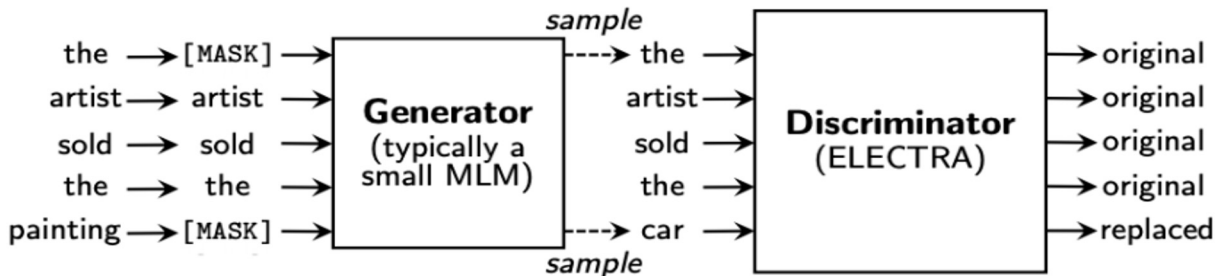 sample
the [MASK] the original
artist artist artist original
Generator
(typically a
small MLM)
Discriminator
(ELECTRA)
sold sold sold original
the the the original
painting [MASK] car replaced
sample